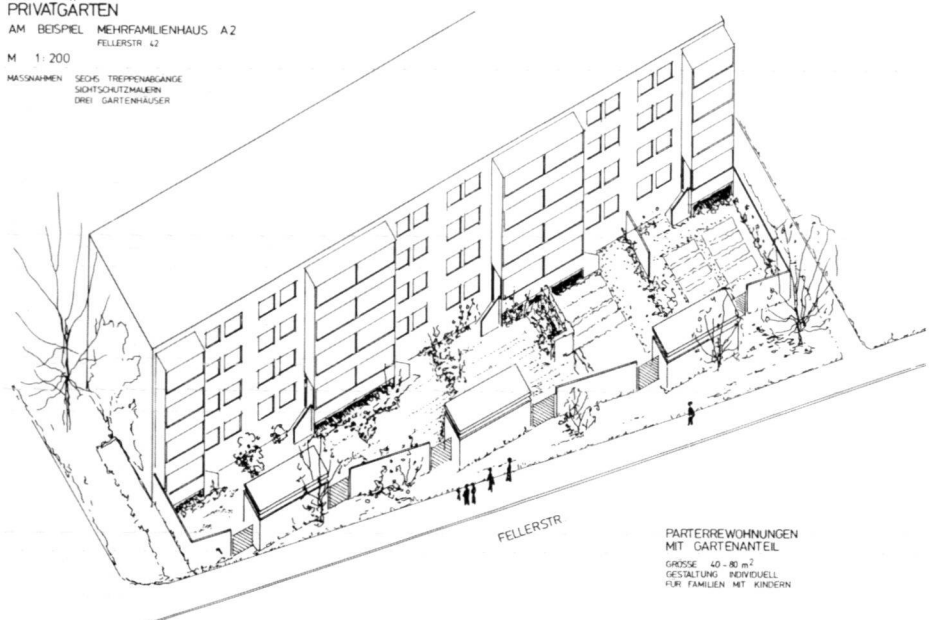 PRIVATGÄRTEN
AM BEISPIEL MEHRFAMILIENHAUS A2
FELLERSTR 42
M 1:200
MASSNAHMEN SECHS TREPPENABGÄNGE
SICHTSCHUTZMAUERN
DREI GARTENHÄUSER
FELLERSTR.
PARTERREWOHNUNGEN
MIT GARTENANTEIL
GRÖSSE 40-80 m²
GESTALTUNG INDIVIDUELL
FÜR FAMILIEN MIT KINDERN